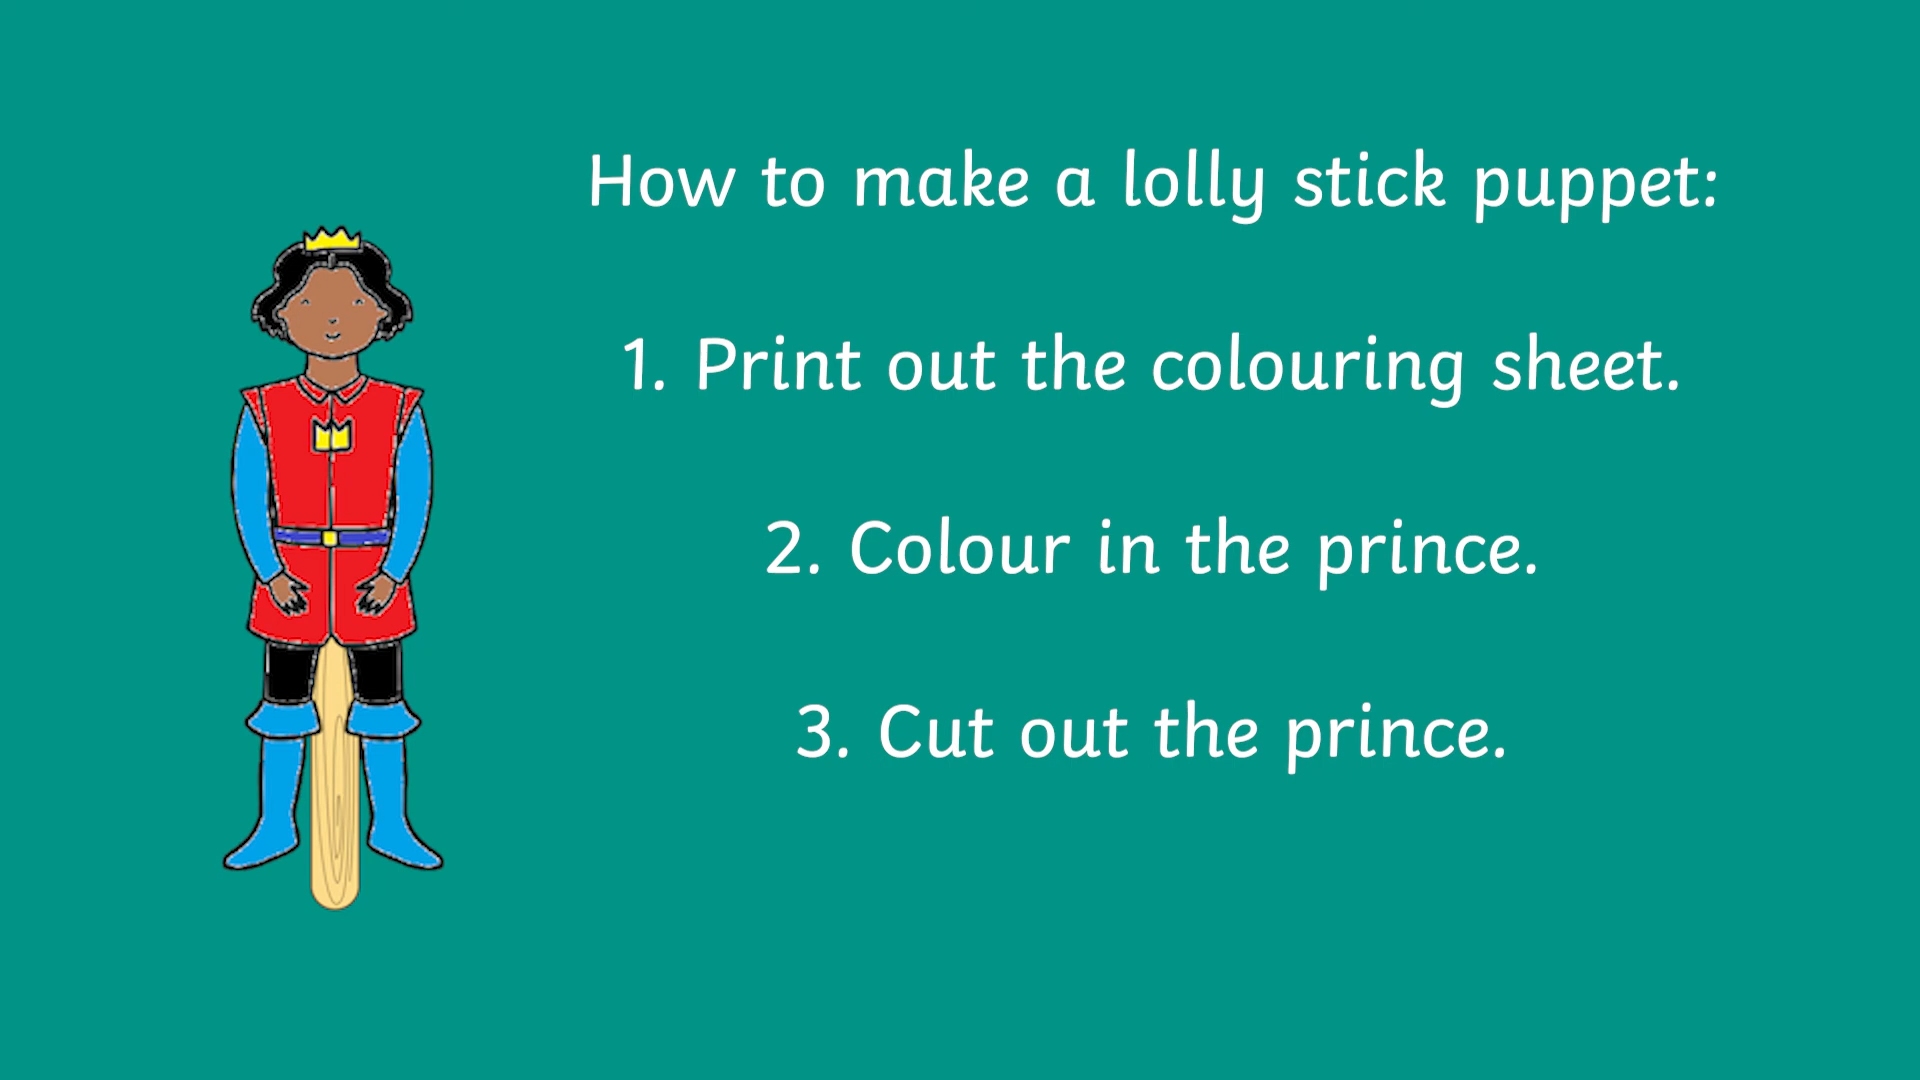 How to make a lolly stick puppet:
1. Print out the colouring sheet.
2. Colour in the prince.
3. Cut out the prince.